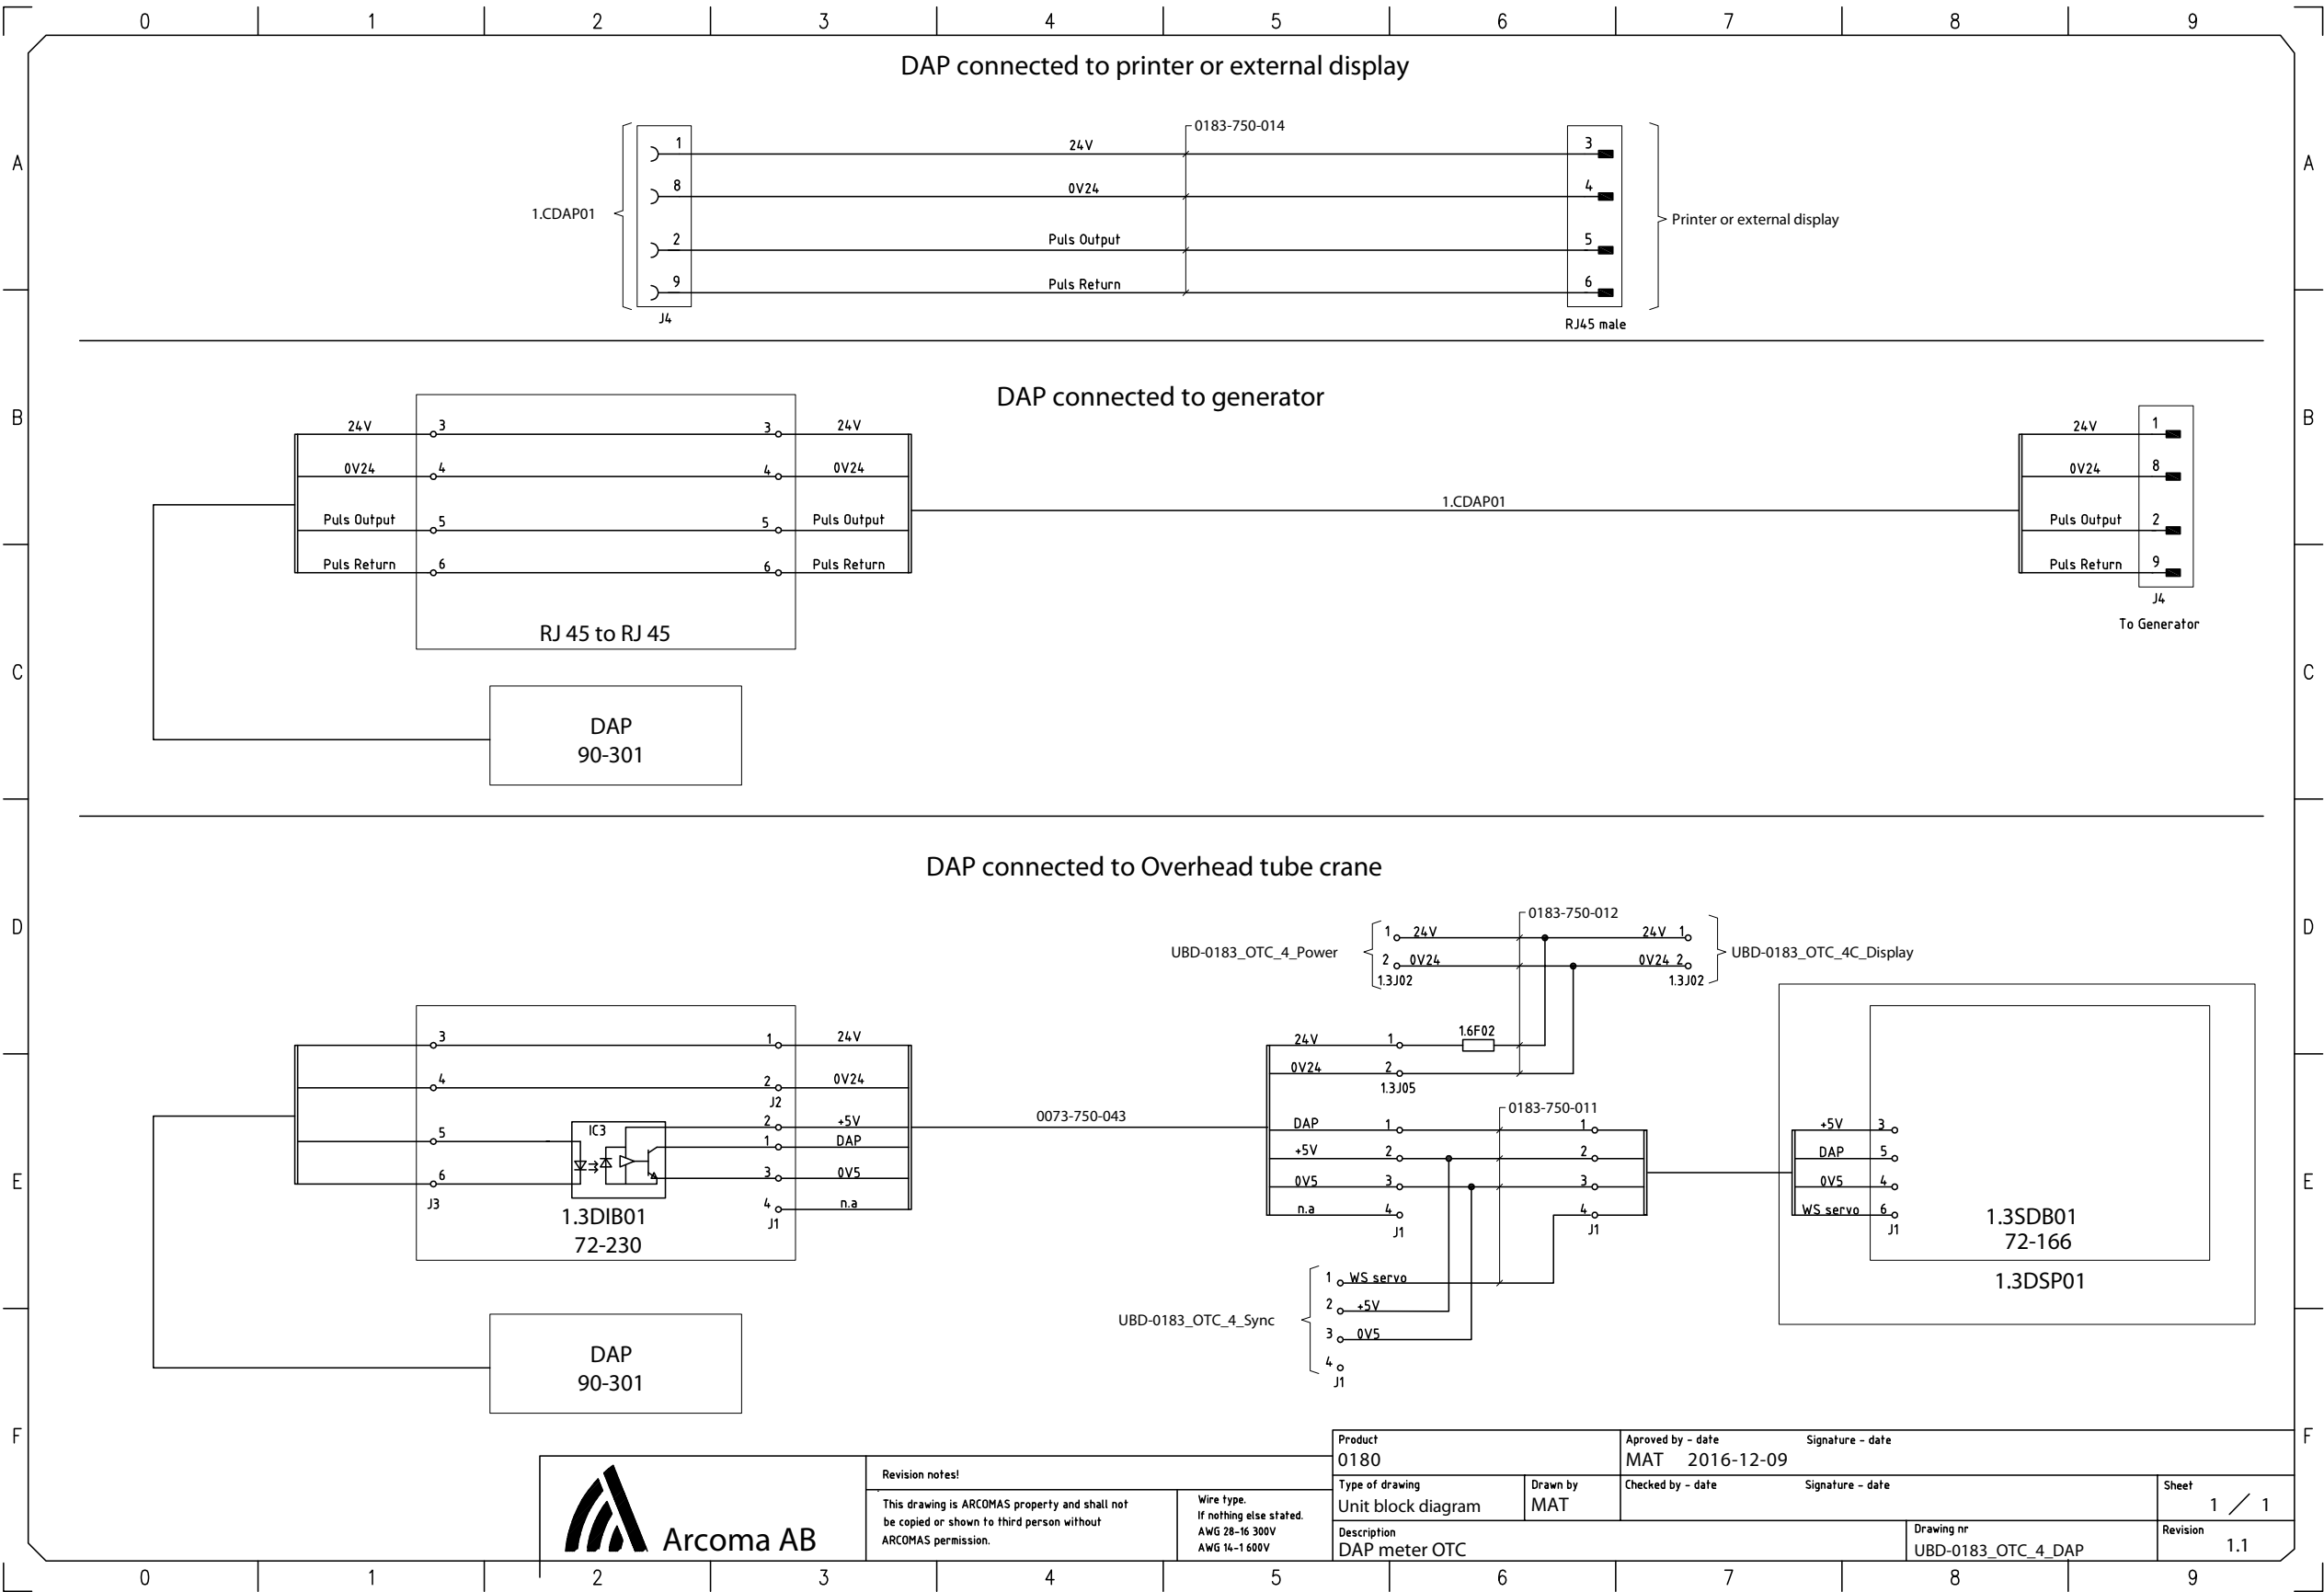 0 1 2 3 4 5 6 7 8 9
DAP connected to printer or external display
0183-750-014
A A
1 24V 3
8 0V24 4
1.CDAP01
Printer or external display
2 Puls Output 5
9 Puls Return 6
J4
RJ45 male
DAP connected to generator
B B
24V 3 3 24V
24V 1
0V24 4 4 0V24
0V24 8
1.CDAP01
Puls Output 5 5 Puls Output
Puls Output 2
Puls Return 6 6 Puls Return
Puls Return 9
J4
To Generator
RJ 45 to RJ 45
C C
DAP
90-301
DAP connected to Overhead tube crane
D D
0183-750-012
1 24V 24V 1
UBD-0183_OTC_4_Power
UBD-0183_OTC_4C_Display
2 0V24 0V24 2
1.3J02 1.3J02
3 1 24V
24V 1 1.6F02
4 2 0V24
0V24 2
J2
1.3J05
0073-750-043
0183-750-011
IC3
2 +5V
5 1 DAP
DAP 1 1
+5V 2 2
+5V 3
DAP 5
6 3 0V5
0V5 3 3
0V5 4
E E
J3
4 n.a
J1
n.a 4 4
J1 J1
WS servo 6
J1
1.3DIB01
72-230
1.3SDB01
72-166
1.3DSP01
1 WS servo
2 +5V
UBD-0183_OTC_4_Sync
3 0V5
4
J1
DAP
90-301
F F
Product
0180
Aproved by - date Signature - date
MAT 2016-12-09
Type of drawing
Unit block diagram
Drawn by
MAT
Checked by - date Signature - date
Sheet
1 / 1
Description
DAP meter OTC
Drawing nr
UBD-0183_OTC_4_DAP
Revision
1.1
Arcoma AB
Revision notes!
This drawing is ARCOMAS property and shall not
be copied or shown to third person without
ARCOMAS permission.
Wire type.
If nothing else stated.
AWG 28-16 300V
AWG 14-1 600V
0 1 2 3 4 5 6 7 8 9